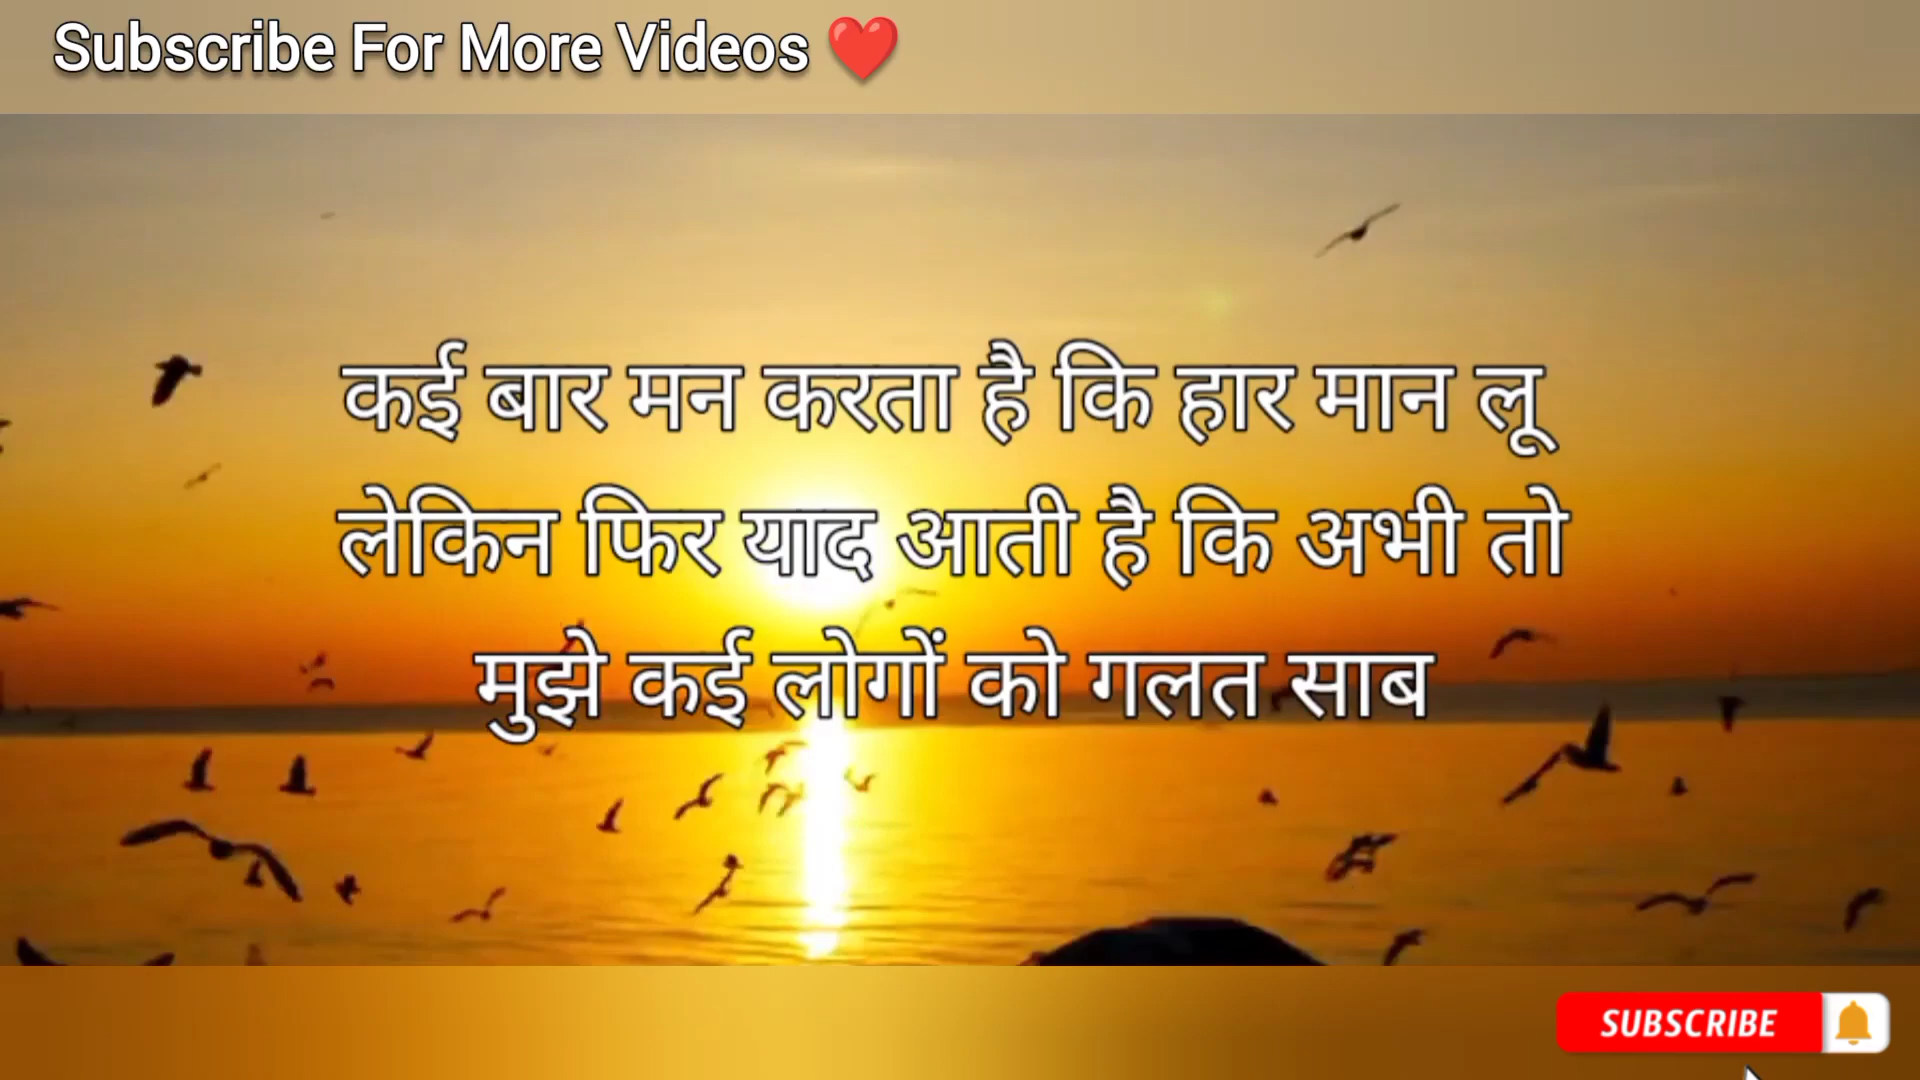 Subscribe For More Videos ❤️
कई बार मन करता है कि हार मान लू
लेकिन फिर याद आती है कि अभी तो
मुझे कई लोगों को गलत साब
SUBSCRIBE